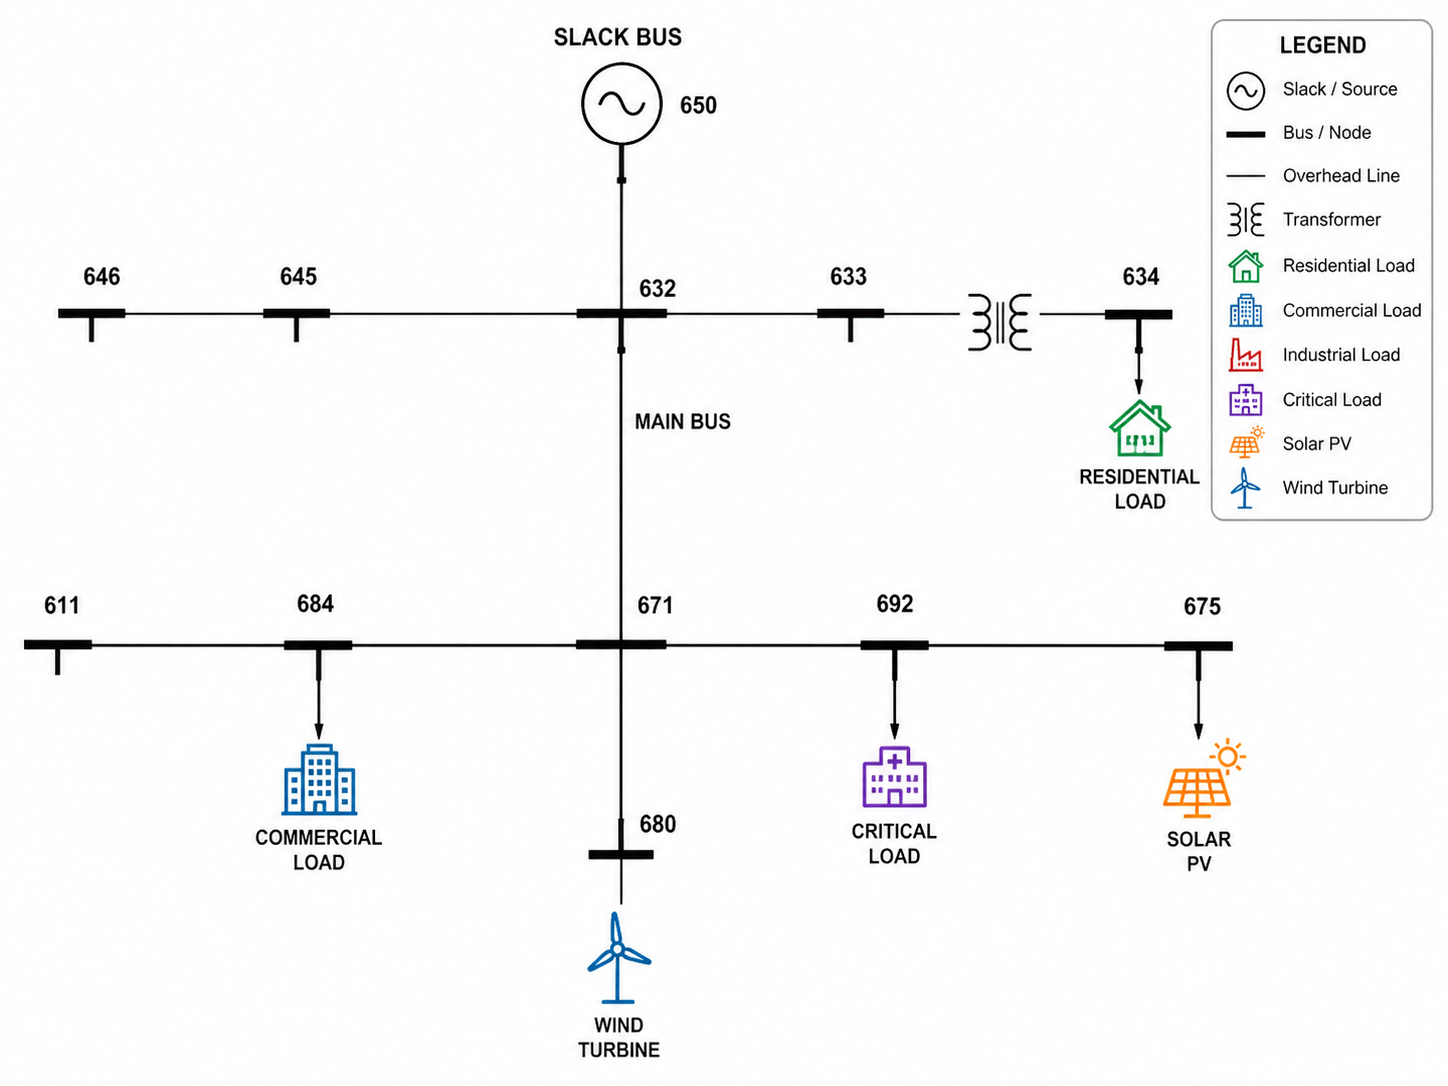 SLACK BUS
650
646
645
632
633
634
MAIN BUS
RESIDENTIAL
LOAD
611
684
671
692
675
COMMERCIAL
LOAD
CRITICAL
LOAD
SOLAR
PV
680
WIND
TURBINE
LEGEND
Slack / Source
Bus / Node
Overhead Line
Transformer
Residential Load
Commercial Load
Industrial Load
Critical Load
Solar PV
Wind Turbine